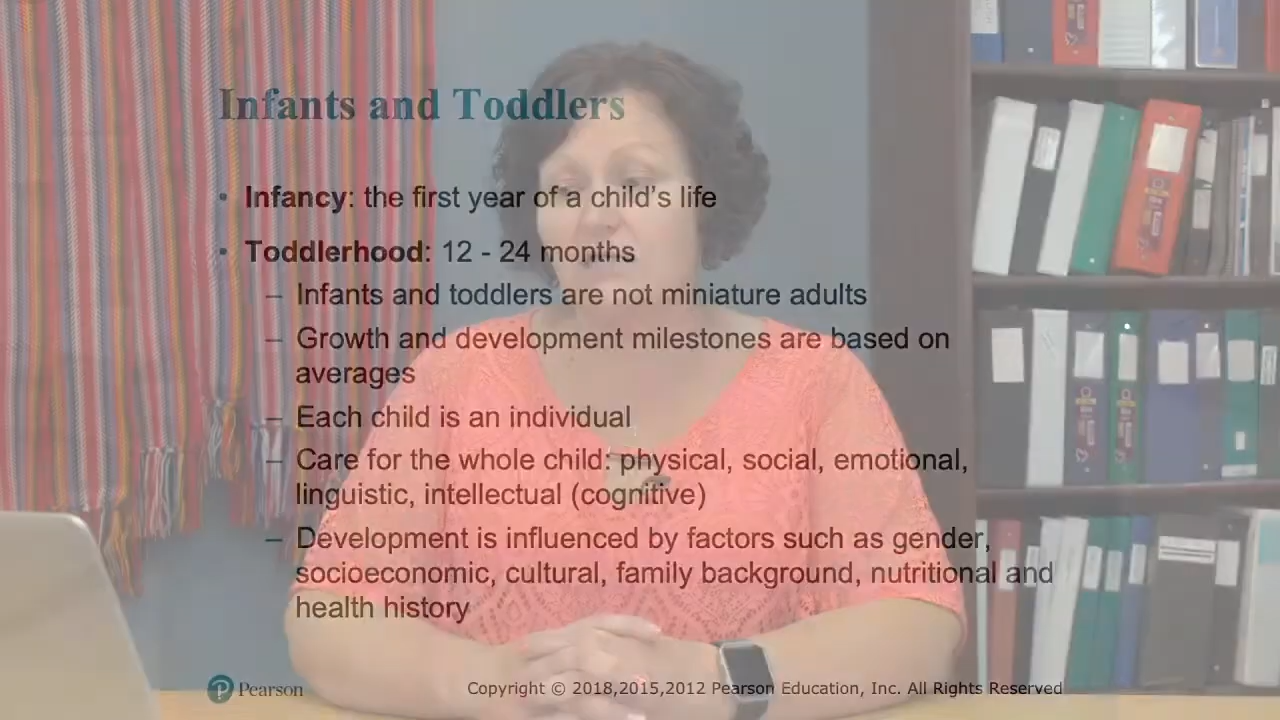 Infants and Toddlers
• Infancy: the first year of a child's life
• Toddlerhood: 12 - 24 months
– Infants and toddlers are not miniature adults
– Growth and development milestones are based on
averages
– Each child is an individual
– Care for the whole child: physical, social, emotional,
linguistic, intellectual (cognitive)
– Development is influenced by factors such as gender,
socioeconomic, cultural, family background, nutritional and
health history
Pearson
Copyright © 2018,2015,2012 Pearson Education, Inc. All Rights Reserved